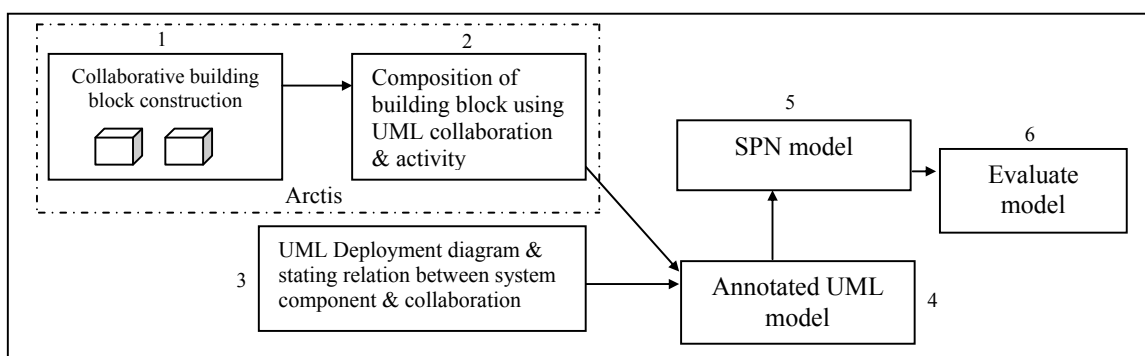 1
Collaborative building
block construction
2
Composition of
building block using
UML collaboration
& activity
Arctis
3
UML Deployment diagram &
stating relation between system
component & collaboration
4
Annotated UML
model
5
SPN model
6
Evaluate
model